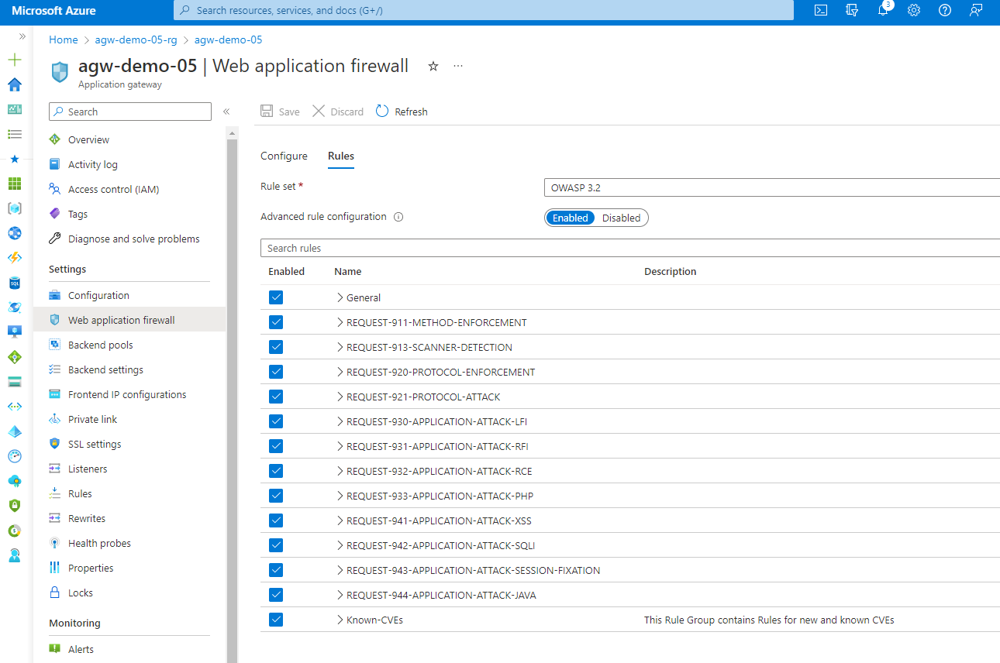 Microsoft Azure
Search resources, services, and docs (G+/)
3
Home > agw-demo-05-rg > agw-demo-05
agw-demo-05 | Web application firewall
Application gateway
Search
Save
Discard
Refresh
Overview
Activity log
Access control (IAM)
Tags
Diagnose and solve problems
Settings
Configuration
Web application firewall
Backend pools
Backend settings
Frontend IP configurations
Private link
SSL settings
Listeners
Rules
Rewrites
Health probes
Properties
Locks
Monitoring
Alerts
Configure
Rules
Rule set *
OWASP 3.2
Advanced rule configuration
Enabled Disabled
Search rules
Enabled Name Description
General
REQUEST-911-METHOD-ENFORCEMENT
REQUEST-913-SCANNER-DETECTION
REQUEST-920-PROTOCOL-ENFORCEMENT
REQUEST-921-PROTOCOL-ATTACK
REQUEST-930-APPLICATION-ATTACK-LFI
REQUEST-931-APPLICATION-ATTACK-RFI
REQUEST-932-APPLICATION-ATTACK-RCE
REQUEST-933-APPLICATION-ATTACK-PHP
REQUEST-941-APPLICATION-ATTACK-XSS
REQUEST-942-APPLICATION-ATTACK-SQLI
REQUEST-943-APPLICATION-ATTACK-SESSION-FIXATION
REQUEST-944-APPLICATION-ATTACK-JAVA
Known-CVEs This Rule Group contains Rules for new and known CVEs